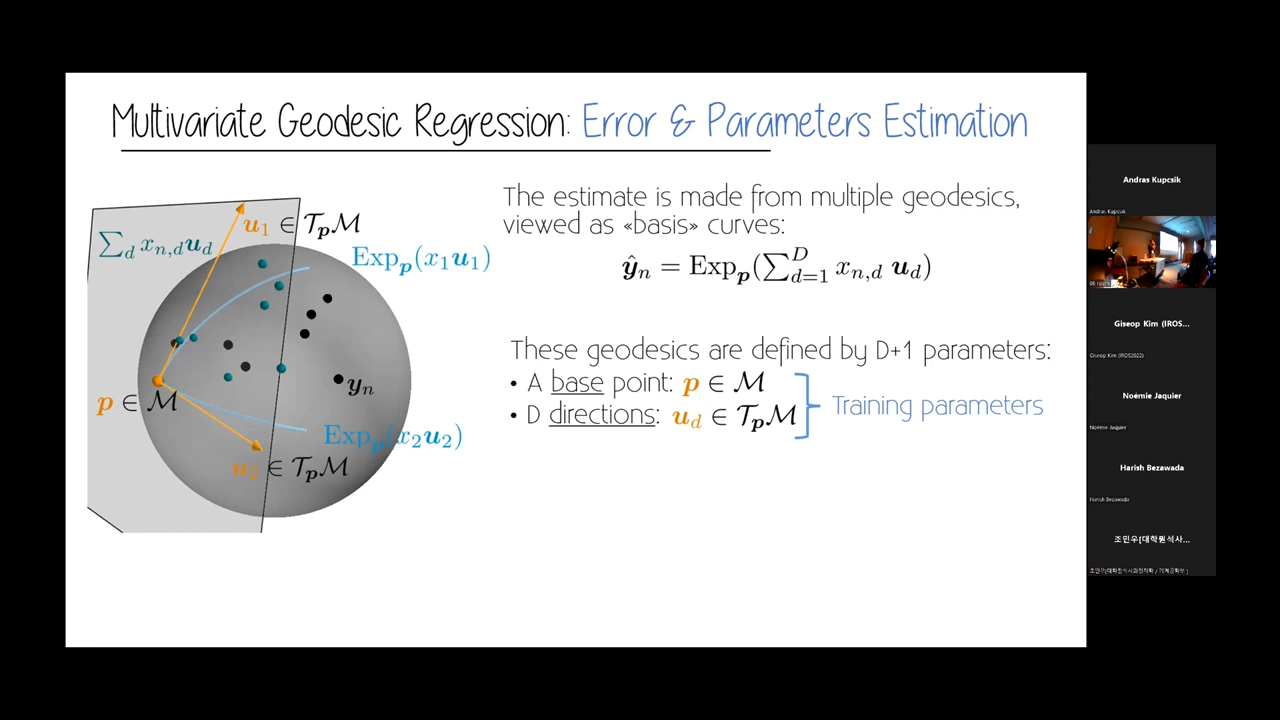 Multivariate Geodesic Regression: Error & Parameters Estimation
∑_d x_{n,d} u_d
u_1 ∈ T_p M
Exp_p(x_1 u_1)
y_n
p ∈ M
Exp_p(x_2 u_2)
u_2 ∈ T_p M
The estimate is made from multiple geodesics,
viewed as «basis» curves:
ŷ_n = Exp_p(∑_{d=1}^{D} x_{n,d} u_d)
These geodesics are defined by D+1 parameters:
• A base point: p ∈ M
• D directions: u_d ∈ T_p M
Training parameters
Andras Kupcsik
Andras Kupcsik
Giseop Kim (IROS...
Giseop Kim (IROS2022)
Noémie Jaquier
Noémie Jaquier
Harish Bezawada
Harish Bezawada
조민우[대학원석사...